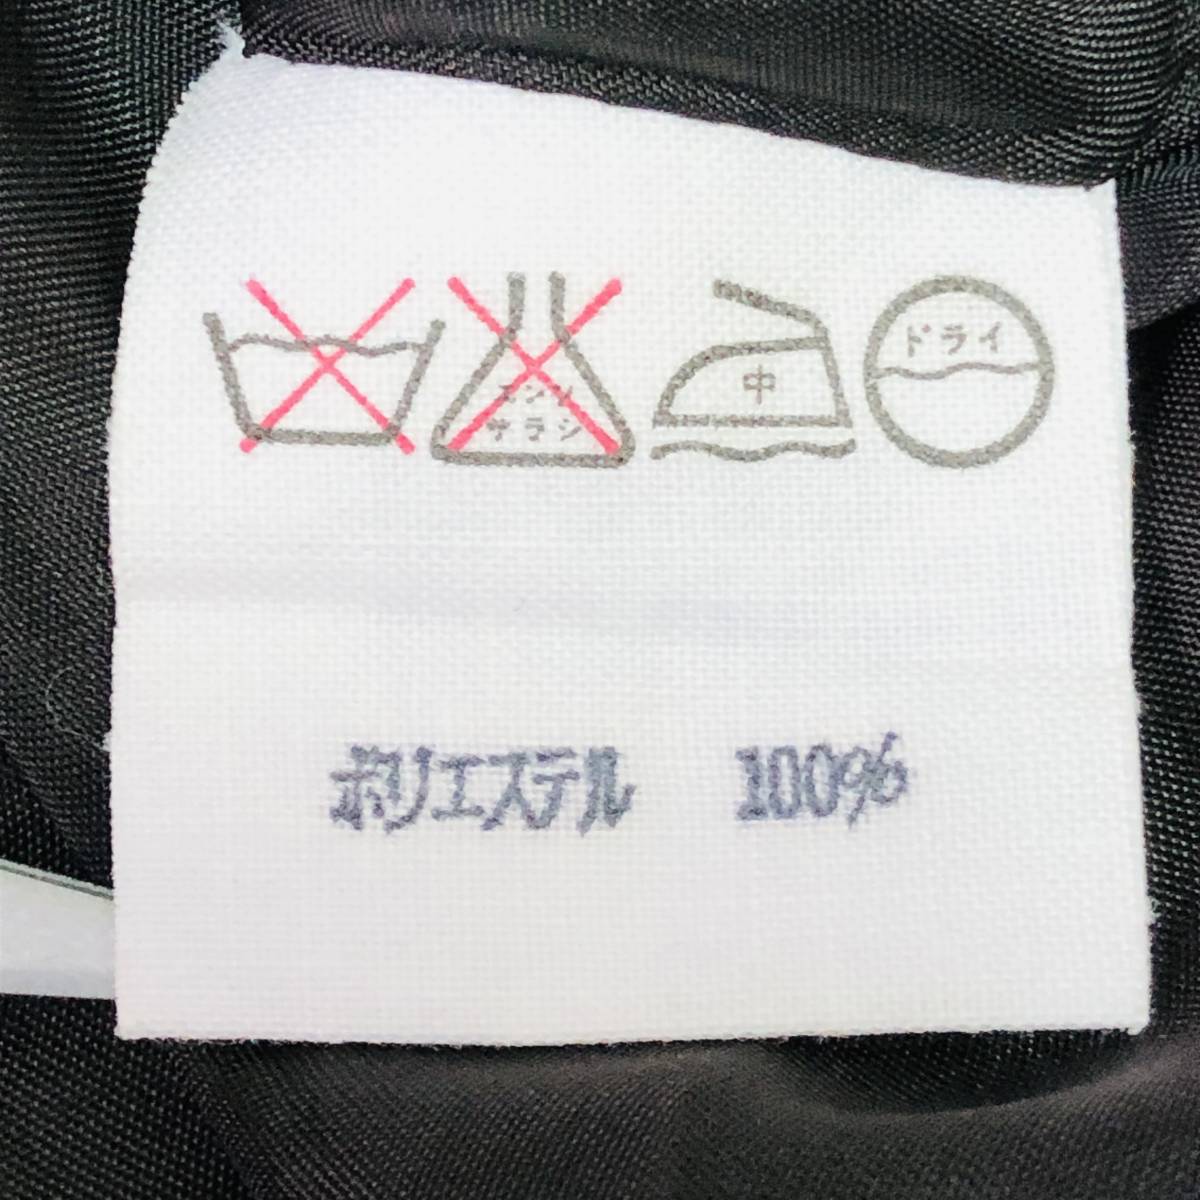 エンソ
サラシ
中
ドライ
ポリエステル 100%